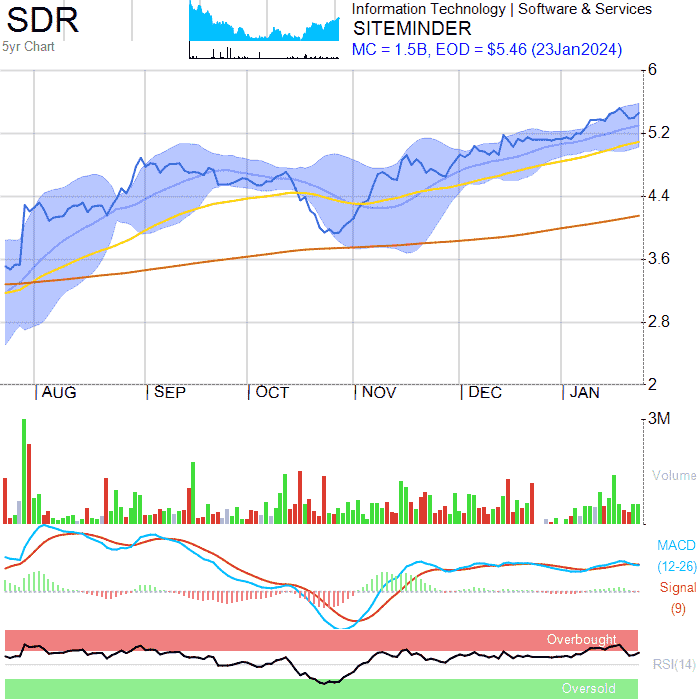 SDR
5yr Chart
Information Technology | Software & Services
SITEMINDER
MC = 1.5B, EOD = $5.46 (23Jan2024)
6
5.2
4.4
3.6
2.8
2
| AUG | SEP | OCT | NOV | DEC | JAN
3M
Volume
MACD
(12-26)
Signal
(9)
Overbought
RSI(14)
Oversold